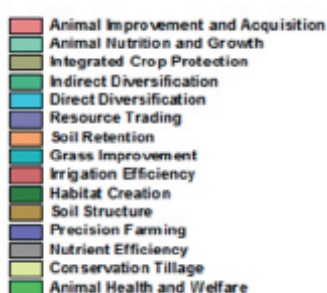 Animal Improvement and Acquisition
Animal Nutrition and Growth
Integrated Crop Protection
Indirect Diversification
Direct Diversification
Resource Trading
Soil Retention
Grass Improvement
Irrigation Efficiency
Habitat Creation
Soil Structure
Precision Farming
Nutrient Efficiency
Conservation Tillage
Animal Health and Welfare